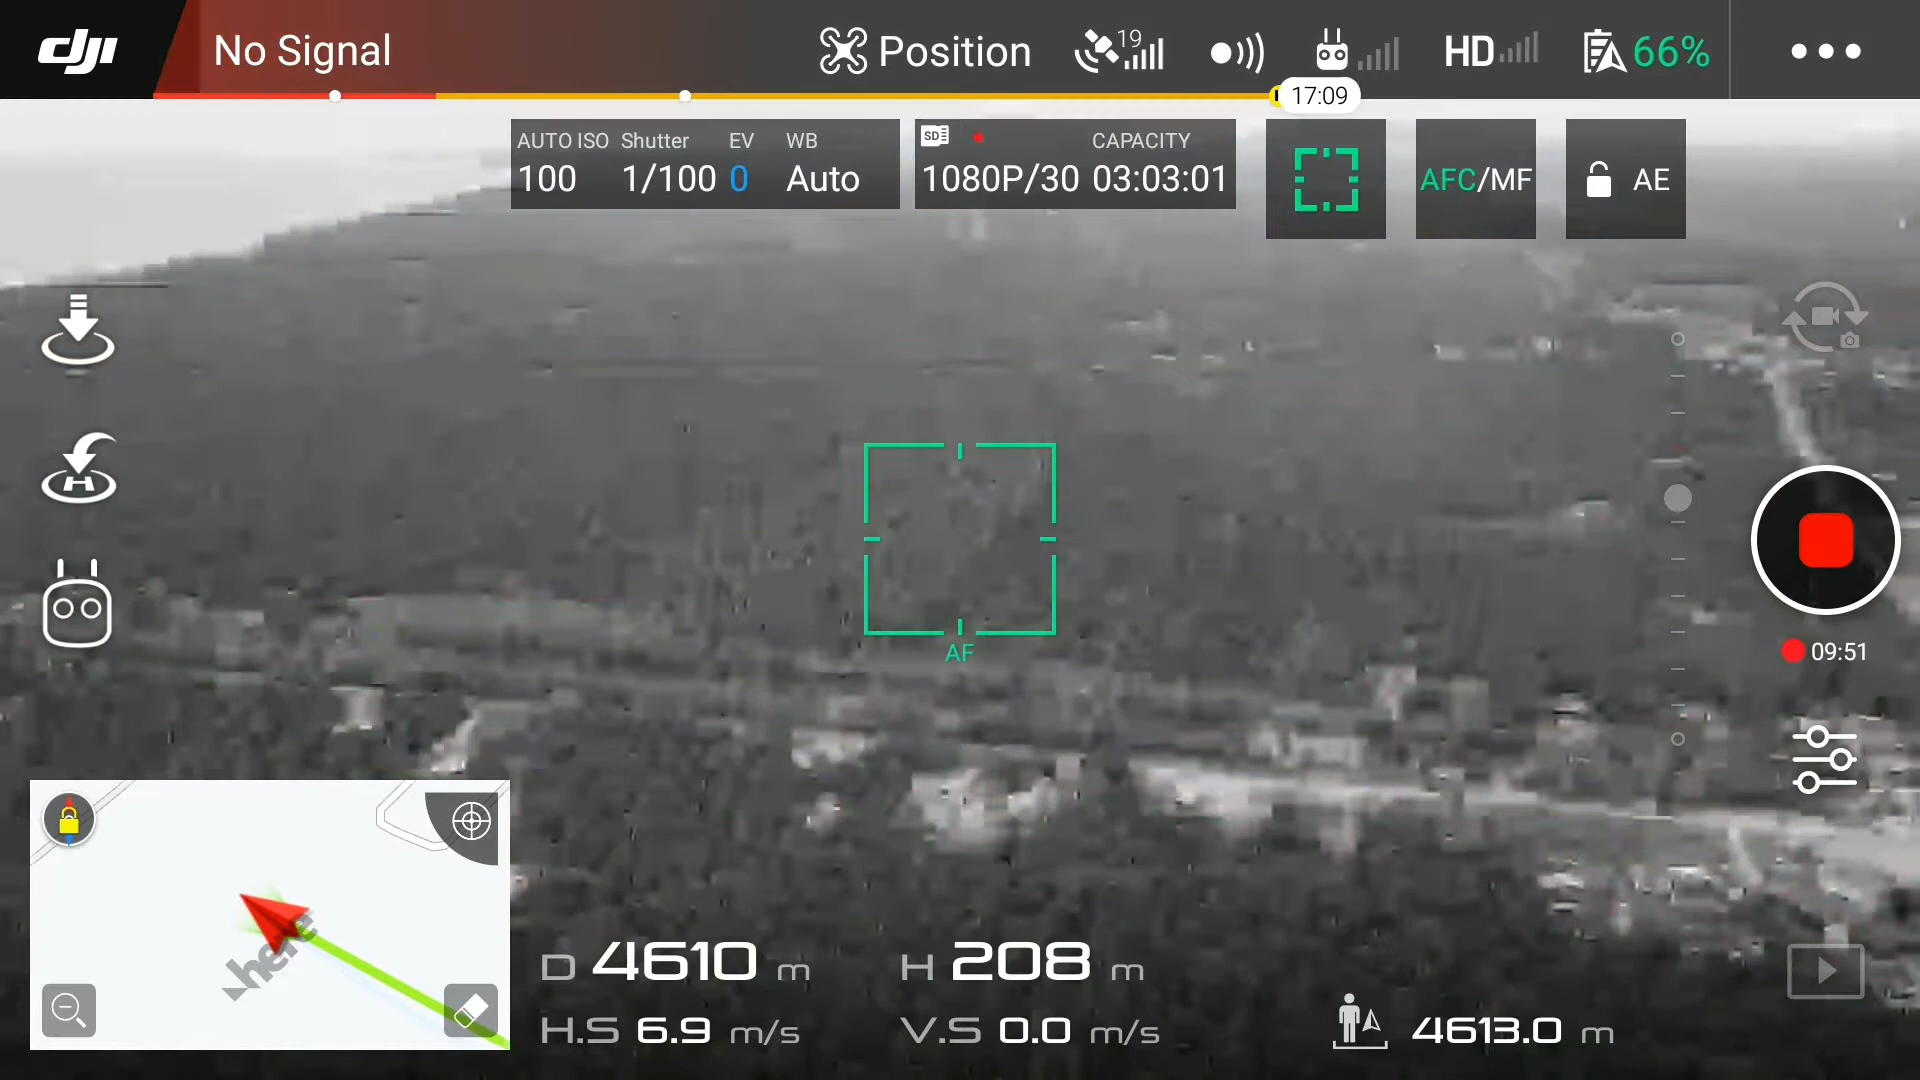 dji
No Signal
Position
19
HD
66%
17:09
AUTO ISO Shutter EV WB
100 1/100 0 Auto
SD
CAPACITY
1080P/30 03:03:01
AFC/MF
AE
AF
09:51
here
D 4610 m
H 208 m
H.S 6.9 m/s
V.S 0.0 m/s
4613.0 m